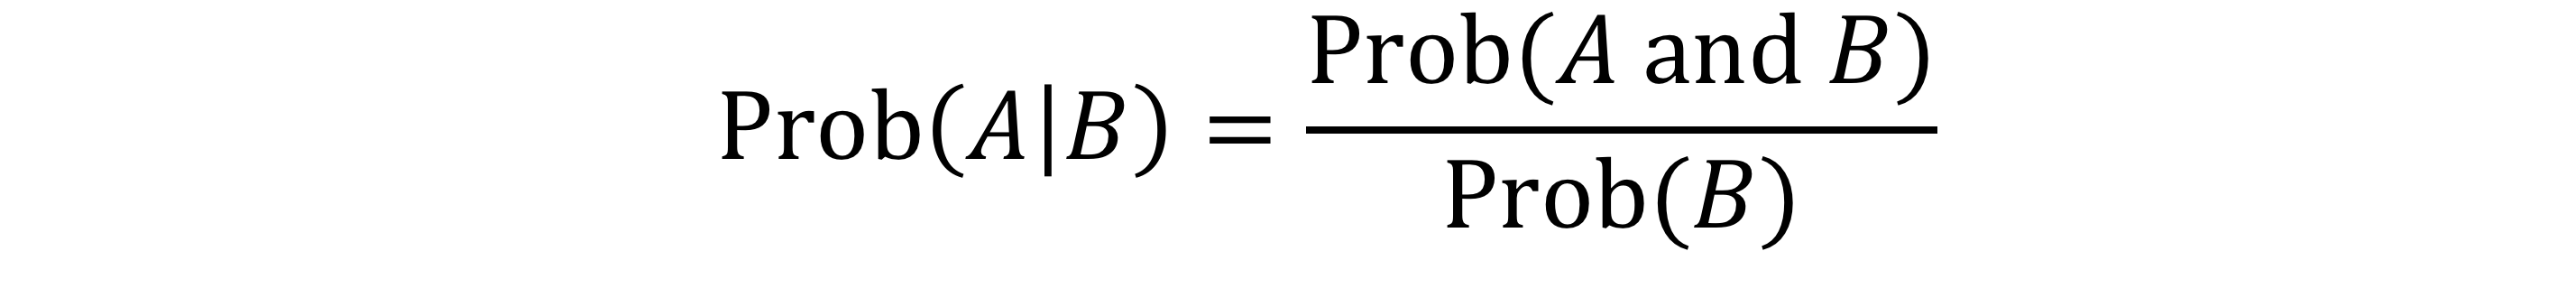 Prob(A|B) = Prob(A and B) / Prob(B)